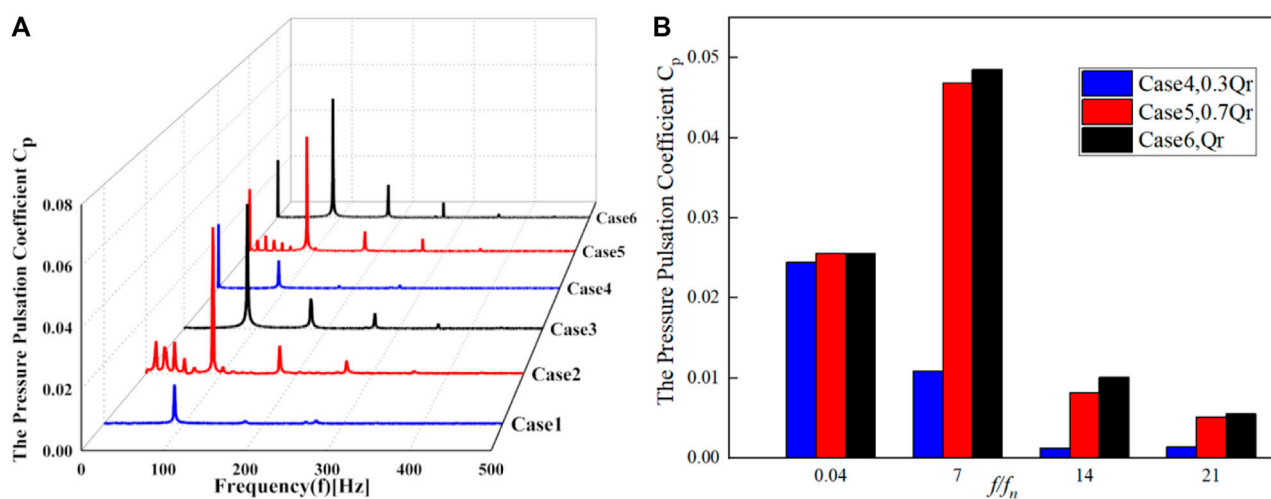 A
The Pressure Pulsation Coefficient Cp
0.08
0.06
0.04
0.02
0.00
0
100
200
300
400
500
Frequency(f)[Hz]
Case6
Case5
Case4
Case3
Case2
Case1
B
The Pressure Pulsation Coefficient Cp
0.05
0.04
0.03
0.02
0.01
0.00
0.04
7
14
21
f/fn
Case4,0.3Qr
Case5,0.7Qr
Case6,Qr